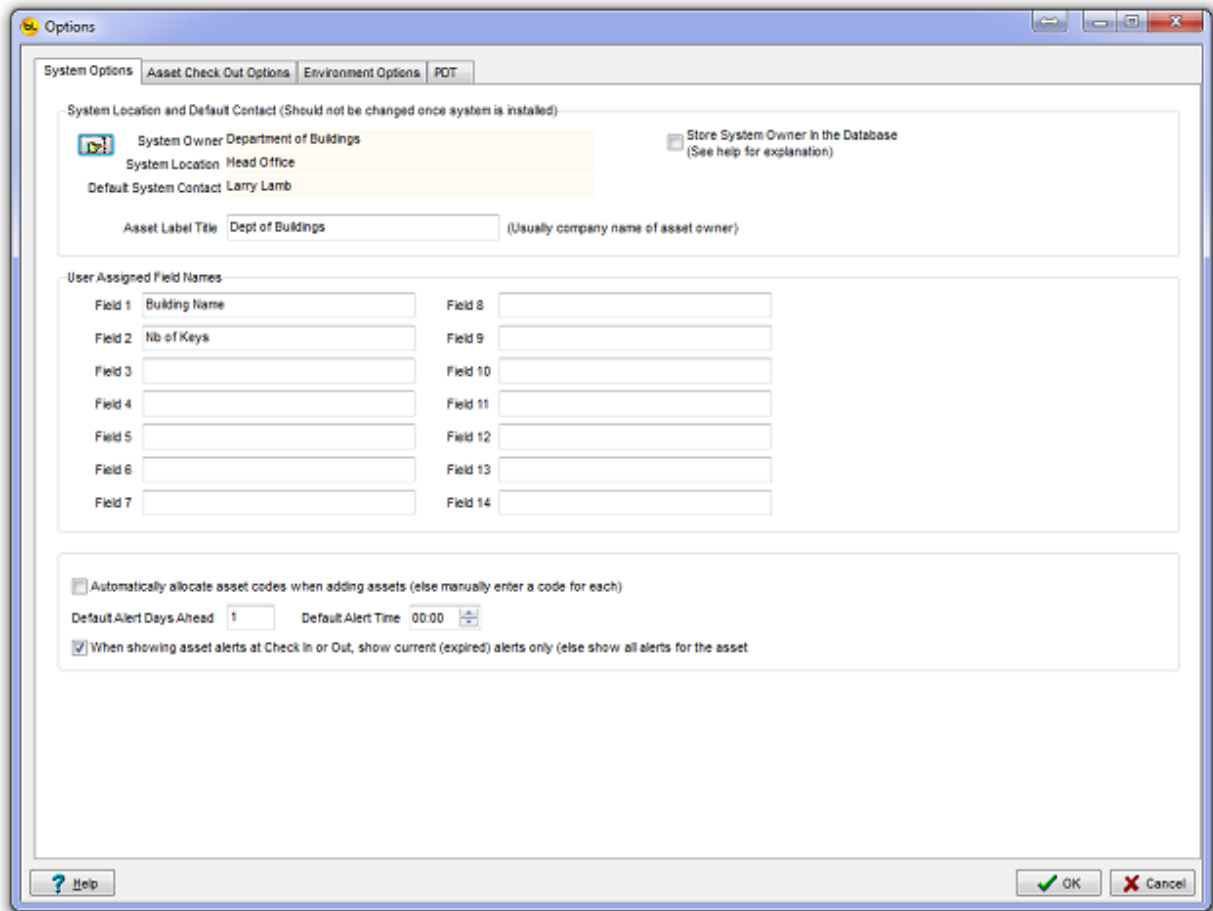 Options
System Options Asset Check Out Options Environment Options PDT
System Location and Default Contact (Should not be changed once system is installed)
System Owner Department of Buildings
Store System Owner In the Database
(See help for explanation)
System Location Head Office
Default System Contact Larry Lamb
Asset Label Title Dept of Buildings (Usually company name of asset owner)
User Assigned Field Names
Field 1 Building Name Field 8
Field 2 Nb of Keys Field 9
Field 3 Field 10
Field 4 Field 11
Field 5 Field 12
Field 6 Field 13
Field 7 Field 14
Automatically allocate asset codes when adding assets (else manually enter a code for each)
Default Alert Days Ahead 1 Default Alert Time 00:00
When showing asset alerts at Check In or Out, show current (expired) alerts only (else show all alerts for the asset
? Help OK Cancel